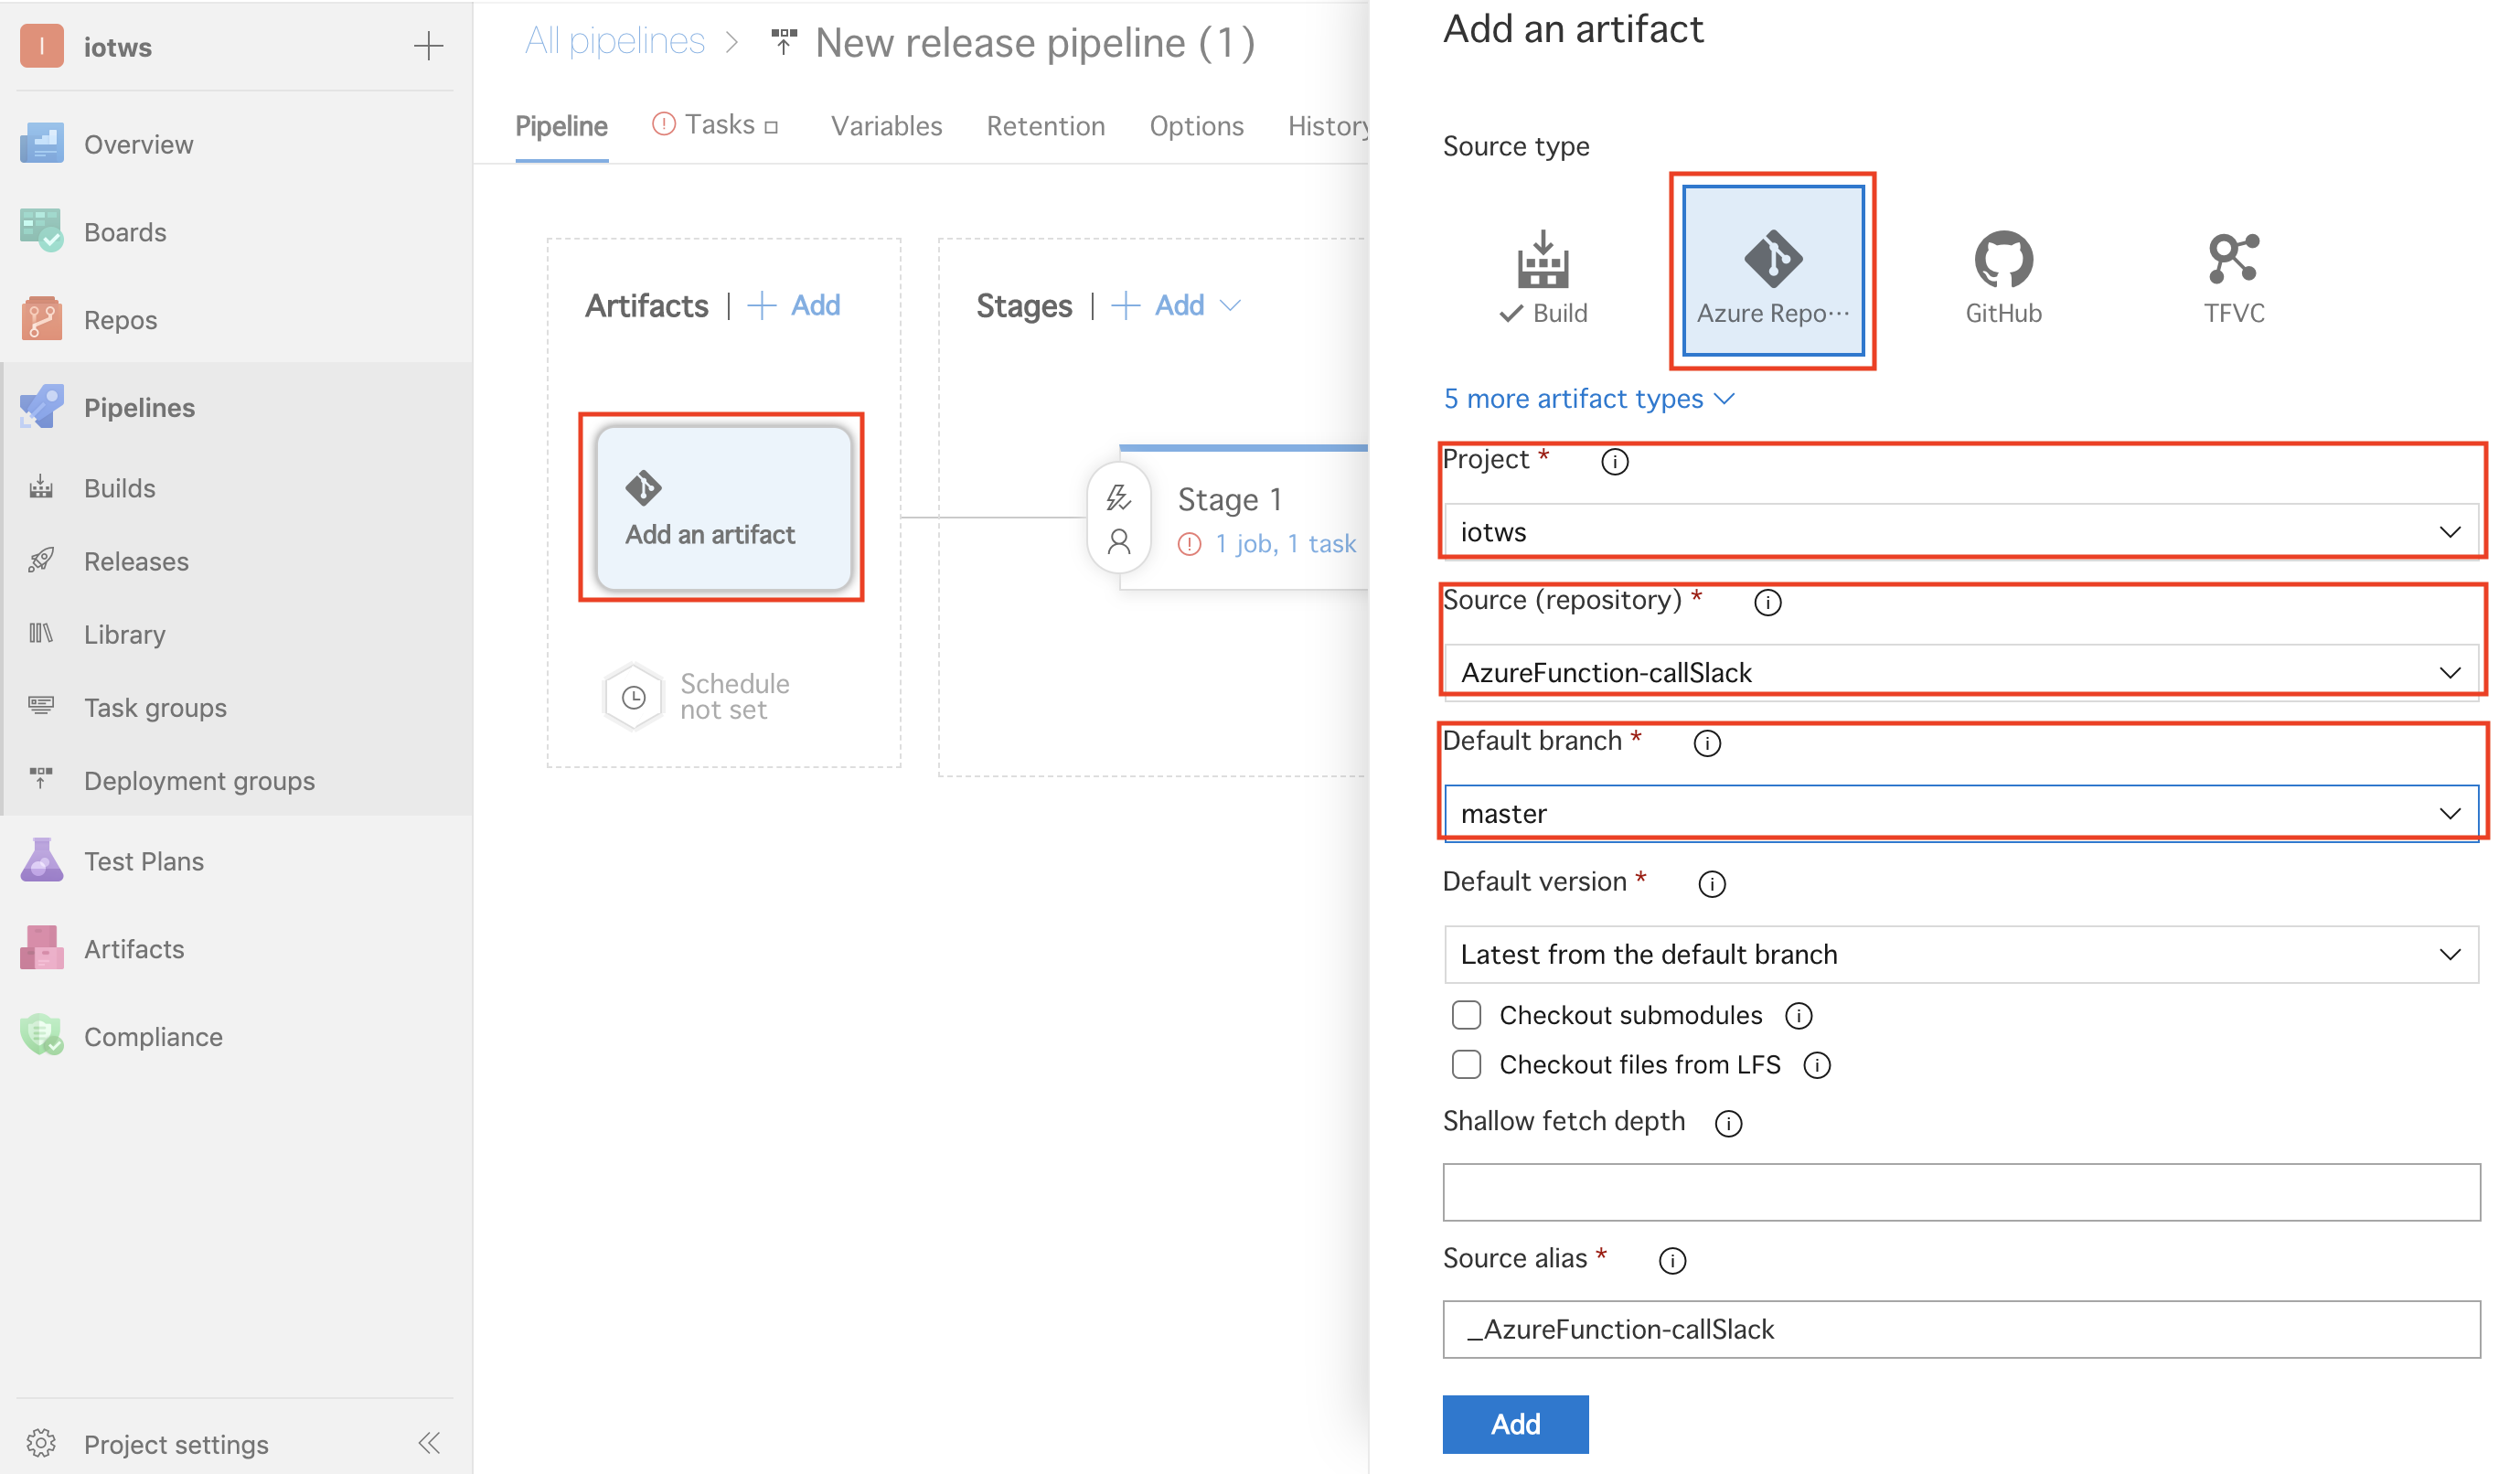 I iotws
Overview
Boards
Repos
Pipelines
Builds
Releases
Library
Task groups
Deployment groups
Test Plans
Artifacts
Compliance
Project settings
All pipelines > New release pipeline (1)
Pipeline Tasks Variables Retention Options History
Artifacts | + Add
Add an artifact
Schedule
not set
Stages | + Add
Stage 1
1 job, 1 task
Add an artifact
Source type
Build
Azure Repo···
GitHub
TFVC
5 more artifact types
Project *
iotws
Source (repository) *
AzureFunction-callSlack
Default branch *
master
Default version *
Latest from the default branch
Checkout submodules
Checkout files from LFS
Shallow fetch depth
Source alias *
_AzureFunction-callSlack
Add